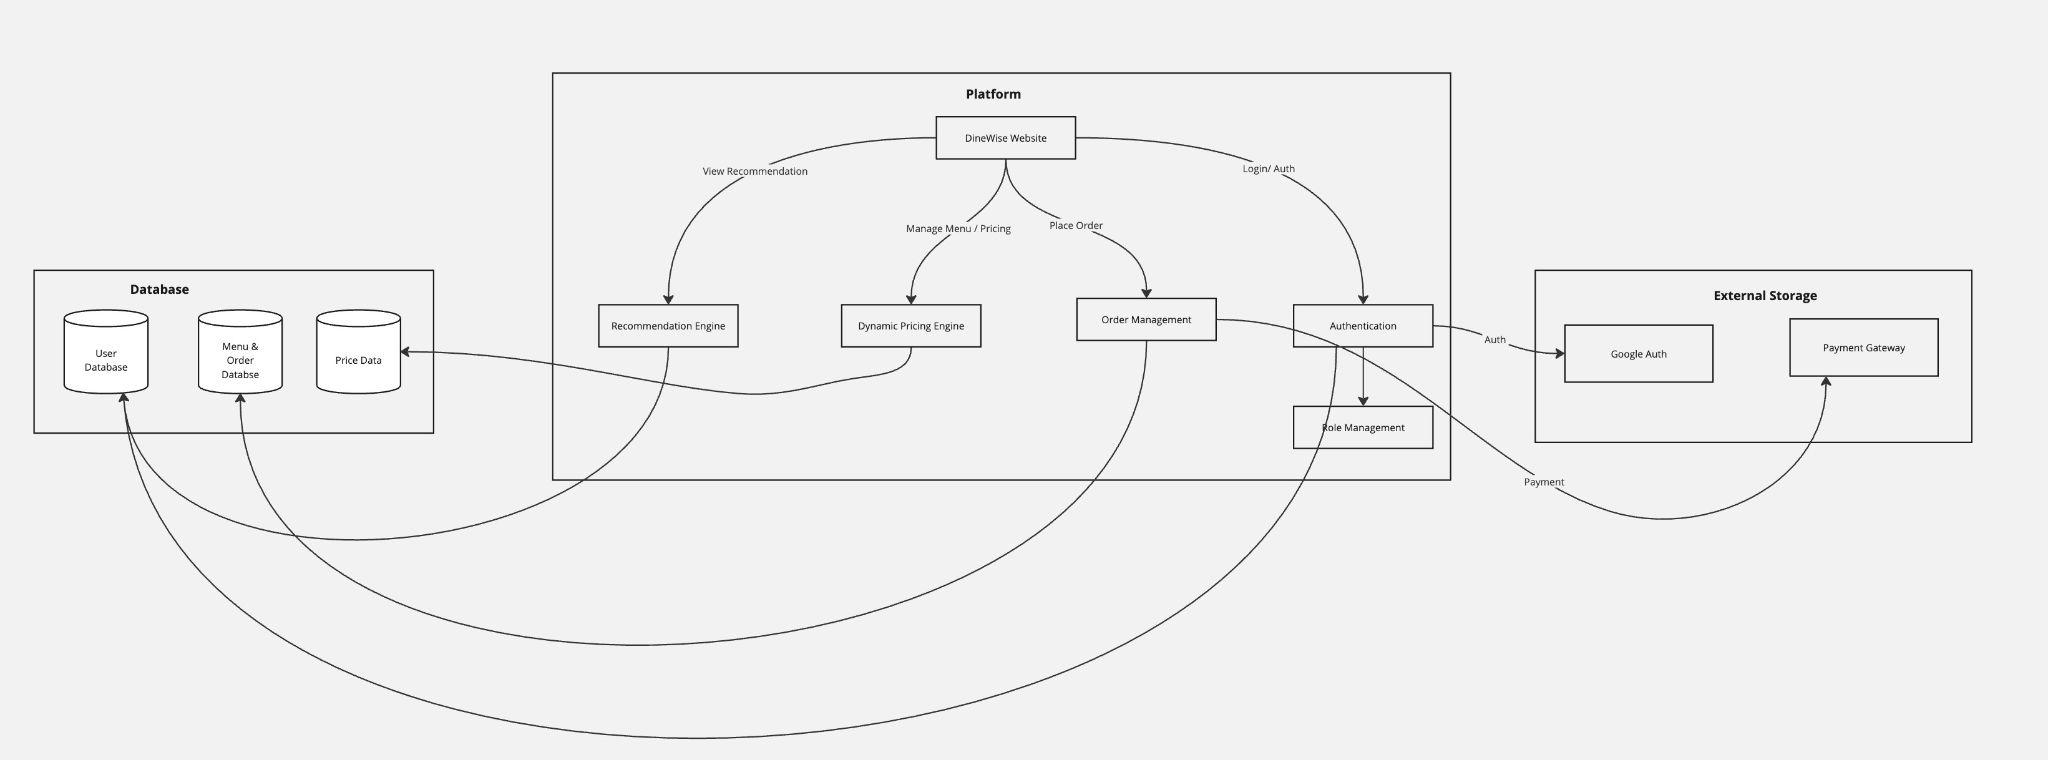 Platform
DineWise Website
View Recommendation
Login/ Auth
Manage Menu / Pricing
Place Order
Recommendation Engine
Dynamic Pricing Engine
Order Management
Authentication
Role Management
Database
User
Database
Menu &
Order
Databse
Price Data
External Storage
Auth
Google Auth
Payment Gateway
Payment